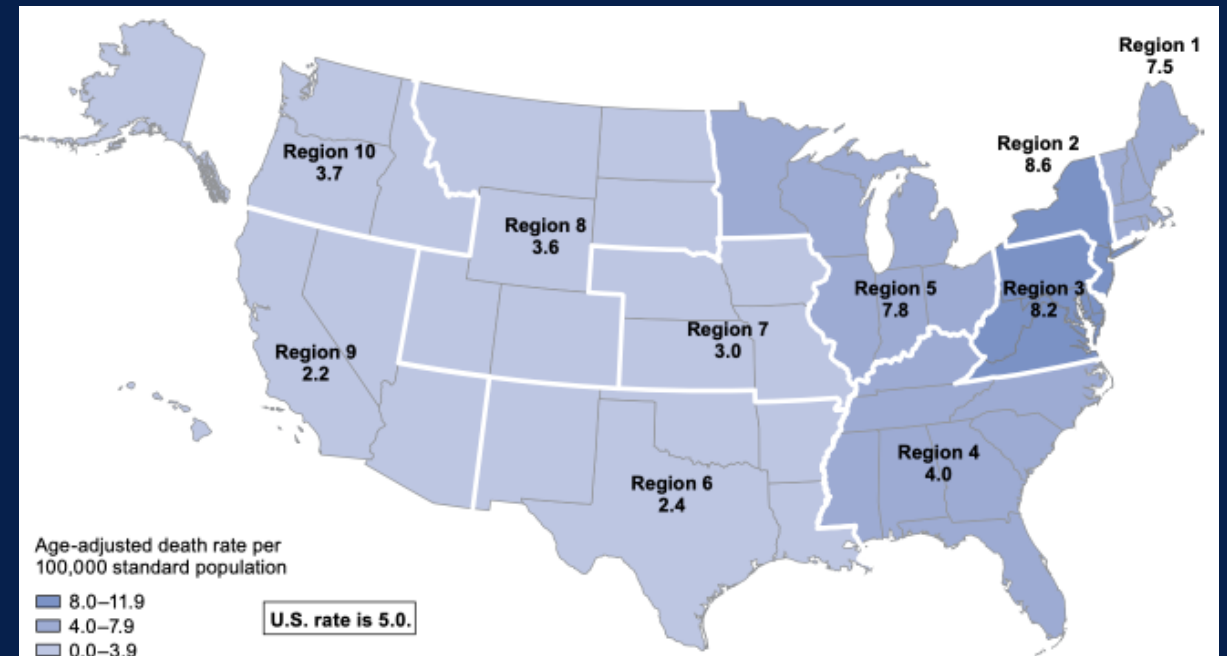 Region 1
7.5
Region 2
8.6
Region 10
3.7
Region 8
3.6
Region 5
7.8
Region 3
8.2
Region 7
3.0
Region 9
2.2
Region 4
4.0
Region 6
2.4
Age-adjusted death rate per
100,000 standard population
8.0–11.9
4.0–7.9
0.0–3.9
U.S. rate is 5.0.